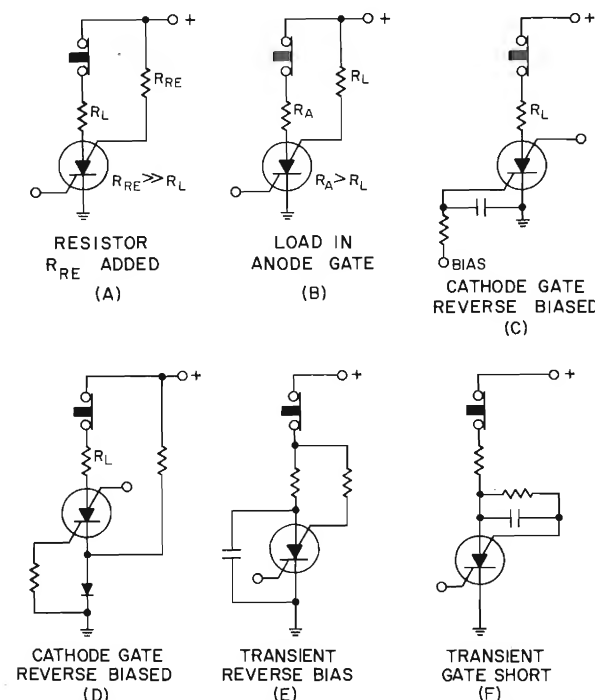 +
R_L
R_RE
R_RE ≫ R_L
RESISTOR
R_RE ADDED
(A)
+
R_A
R_L
R_A > R_L
LOAD IN
ANODE GATE
(B)
+
R_L
BIAS
CATHODE GATE
REVERSE BIASED
(C)
+
R_L
CATHODE GATE
REVERSE BIASED
(D)
+
TRANSIENT
REVERSE BIAS
(E)
+
TRANSIENT
GATE SHORT
(F)